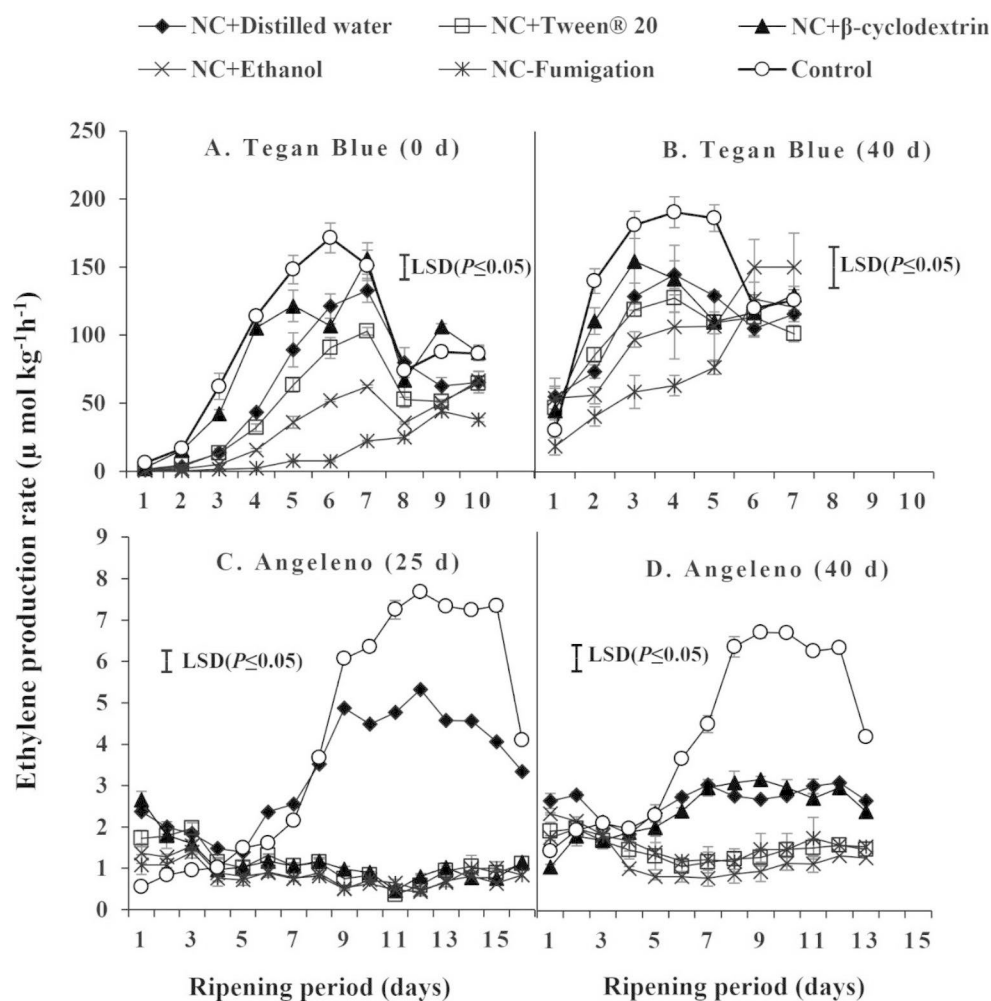 NC+Distilled water NC+Tween® 20 NC+β-cyclodextrin
NC+Ethanol NC-Fumigation Control
Ethylene production rate (µ mol kg⁻¹h⁻¹)
250
200
150
100
50
0
A. Tegan Blue (0 d)
LSD(P≤0.05)
1 2 3 4 5 6 7 8 9 10
B. Tegan Blue (40 d)
LSD(P≤0.05)
1 2 3 4 5 6 7 8 9 10
9
8
7
6
5
4
3
2
1
0
C. Angeleno (25 d)
LSD(P≤0.05)
1 3 5 7 9 11 13 15
Ripening period (days)
D. Angeleno (40 d)
LSD(P≤0.05)
1 3 5 7 9 11 13 15
Ripening period (days)